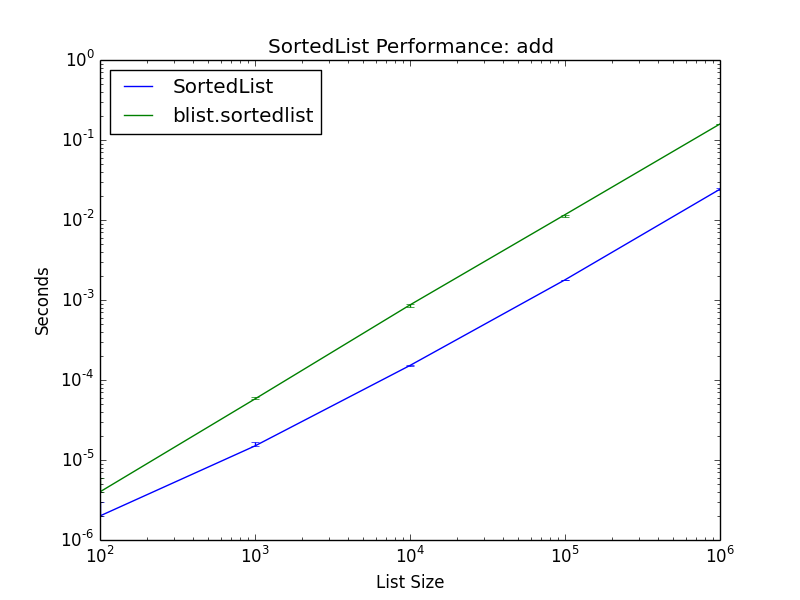 SortedList Performance: add
SortedList
blist.sortedlist
10^0
10^-1
10^-2
10^-3
10^-4
10^-5
10^-6
Seconds
10^2 10^3 10^4 10^5 10^6
List Size